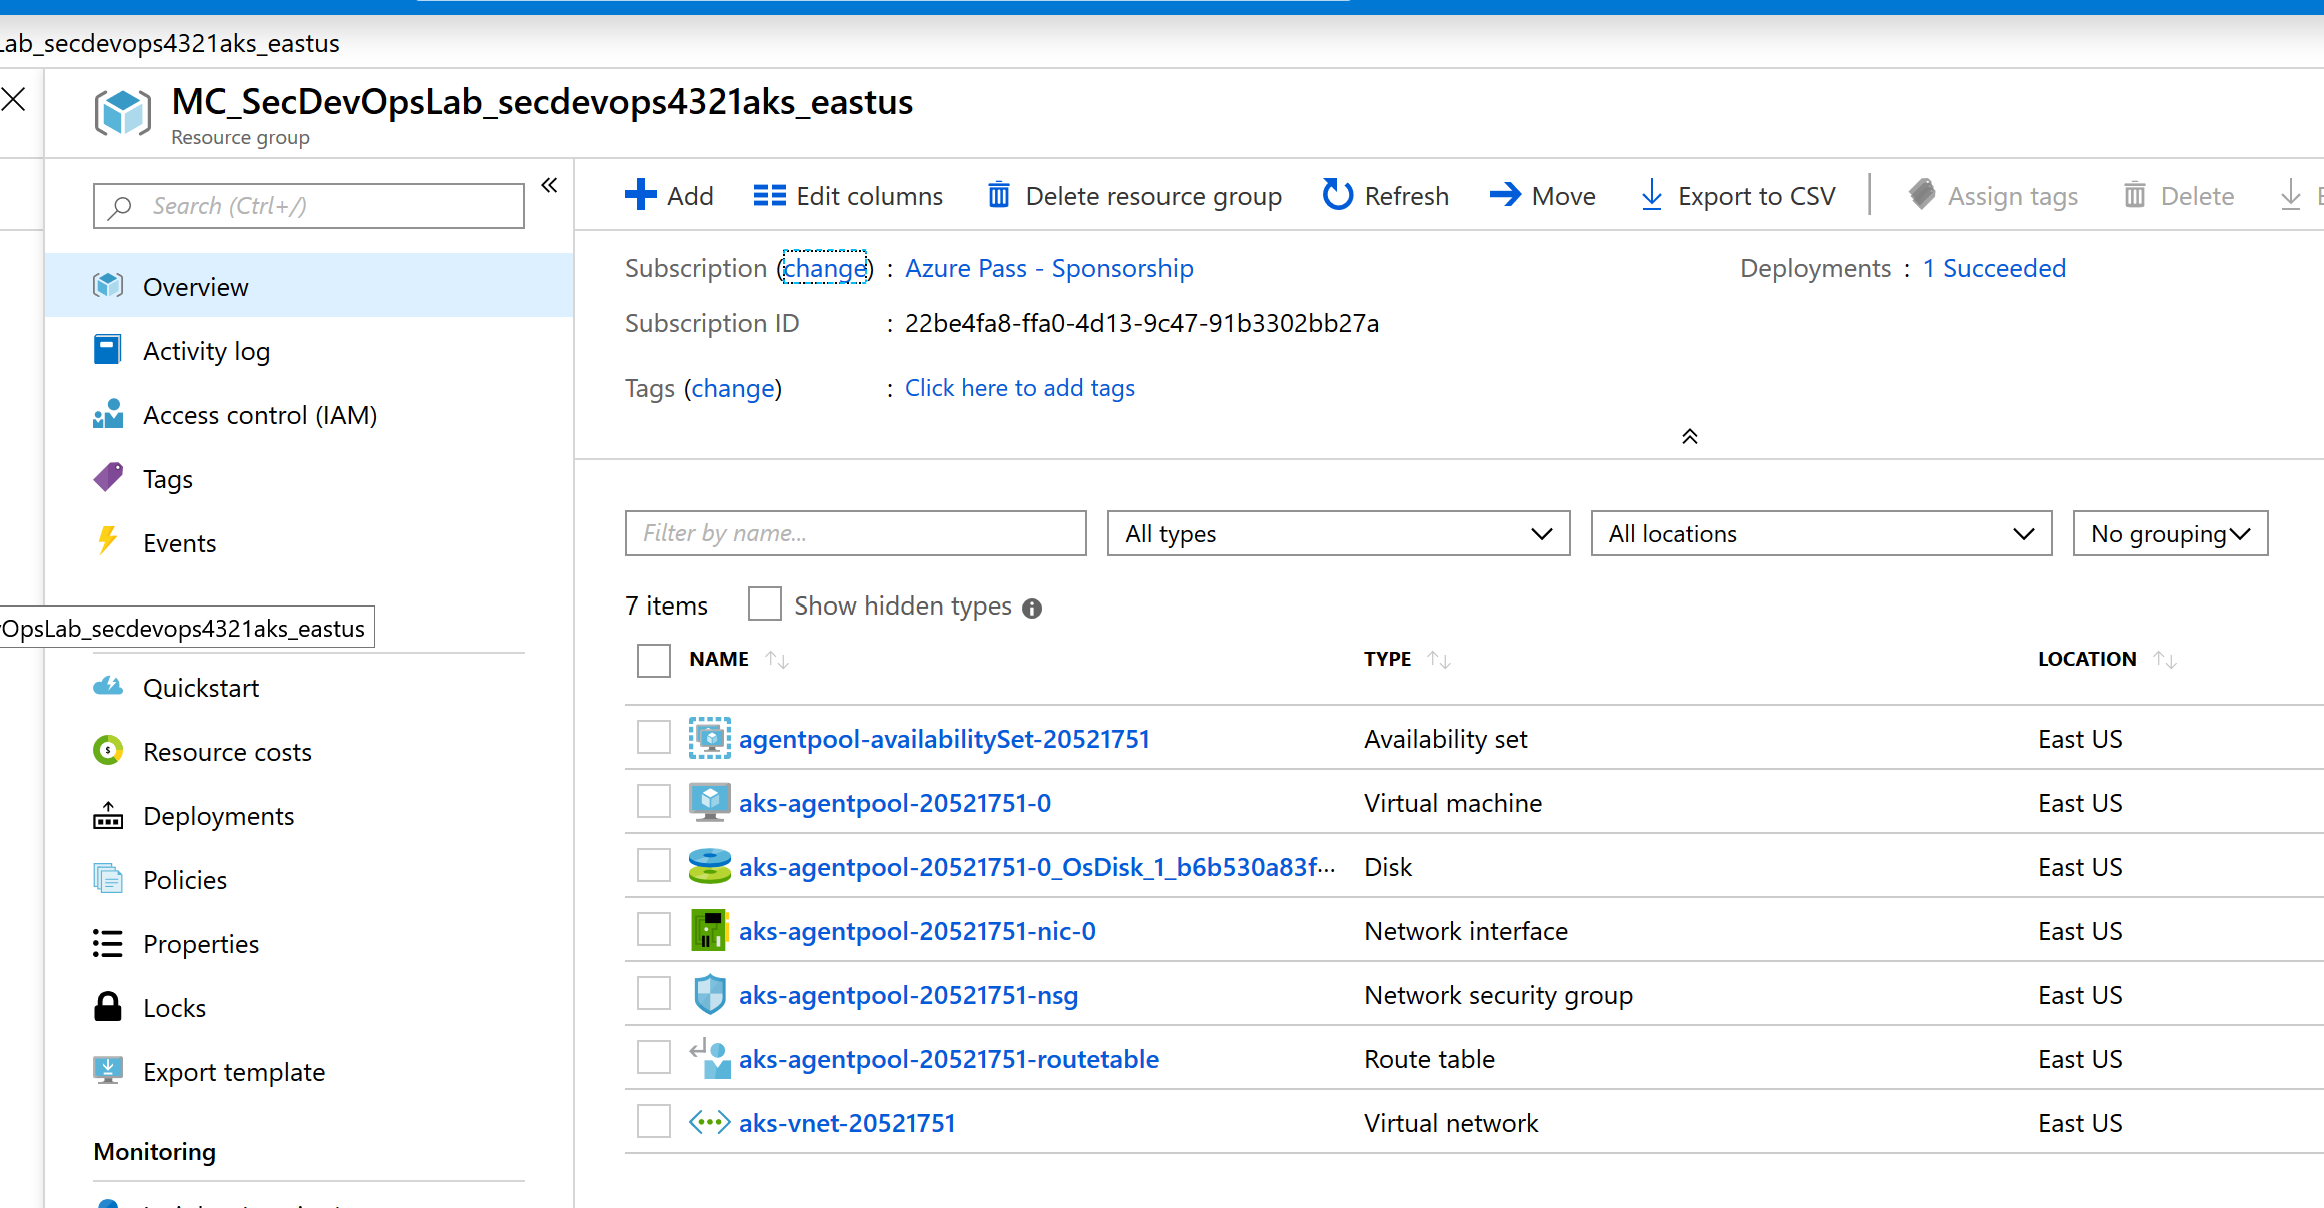 Lab_secdevops4321aks_eastus
MC_SecDevOpsLab_secdevops4321aks_eastus
Resource group
Search (Ctrl+/)
Overview
Activity log
Access control (IAM)
Tags
Events
OpsLab_secdevops4321aks_eastus
Quickstart
Resource costs
Deployments
Policies
Properties
Locks
Export template
Monitoring
Add Edit columns Delete resource group Refresh Move Export to CSV Assign tags Delete
Subscription (change) : Azure Pass - Sponsorship
Deployments : 1 Succeeded
Subscription ID : 22be4fa8-ffa0-4d13-9c47-91b3302bb27a
Tags (change) : Click here to add tags
Filter by name... All types All locations No grouping
7 items Show hidden types
NAME TYPE LOCATION
agentpool-availabilitySet-20521751 Availability set East US
aks-agentpool-20521751-0 Virtual machine East US
aks-agentpool-20521751-0_OsDisk_1_b6b530a83f... Disk East US
aks-agentpool-20521751-nic-0 Network interface East US
aks-agentpool-20521751-nsg Network security group East US
aks-agentpool-20521751-routetable Route table East US
aks-vnet-20521751 Virtual network East US